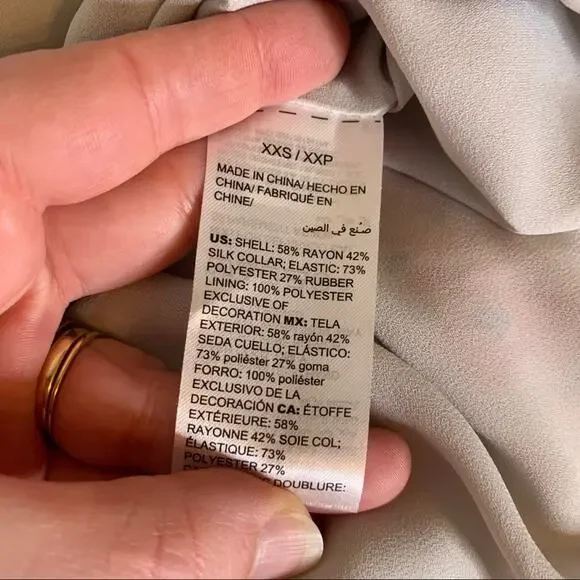 XXS / XXP
MADE IN CHINA/ HECHO EN
CHINA/ FABRIQUÉ EN
CHINE/
صنع في الصين
US: SHELL: 58% RAYON 42%
SILK COLLAR; ELASTIC: 73%
POLYESTER 27% RUBBER
LINING: 100% POLYESTER
EXCLUSIVE OF
DECORATION MX: TELA
EXTERIOR: 58% rayón 42%
SEDA CUELLO; ELÁSTICO:
73% poliéster 27% goma
FORRO: 100% poliéster
EXCLUSIVO DE LA
DECORACIÓN CA: ÉTOFFE
EXTÉRIEURE: 58%
RAYONNE 42% SOIE COL;
ÉLASTIQUE: 73%
POLYESTER 27%
DOUBLURE: